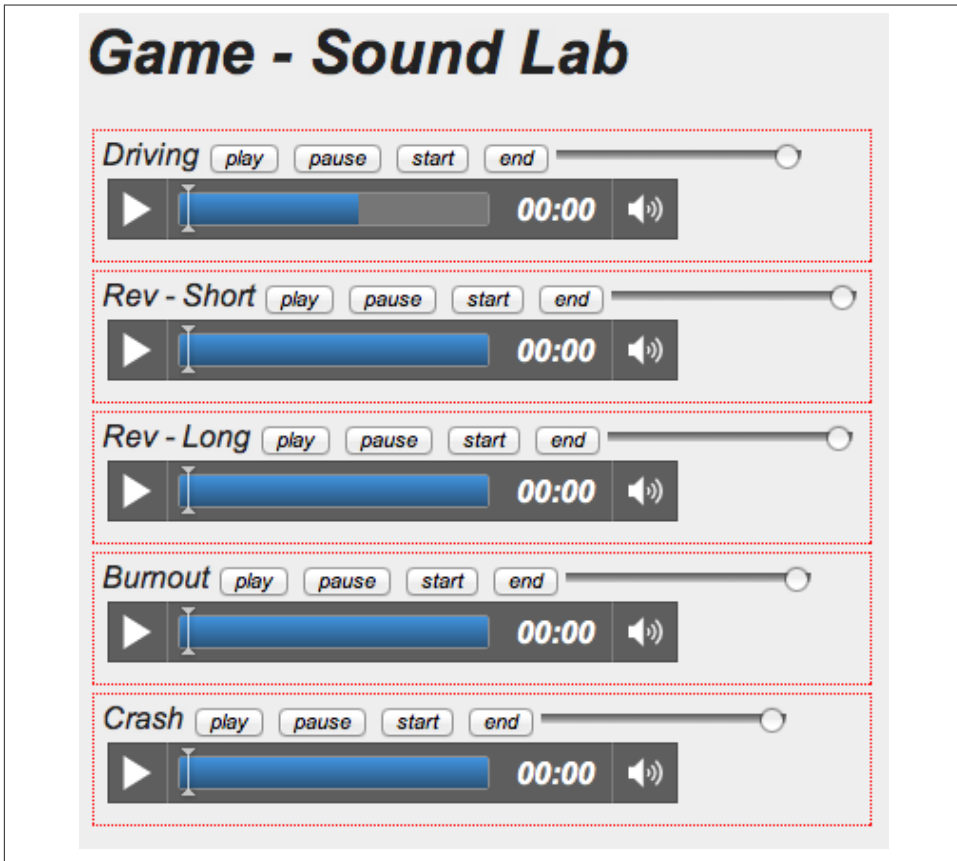 Game - Sound Lab
Driving play pause start end
00:00
Rev - Short play pause start end
00:00
Rev - Long play pause start end
00:00
Burnout play pause start end
00:00
Crash play pause start end
00:00